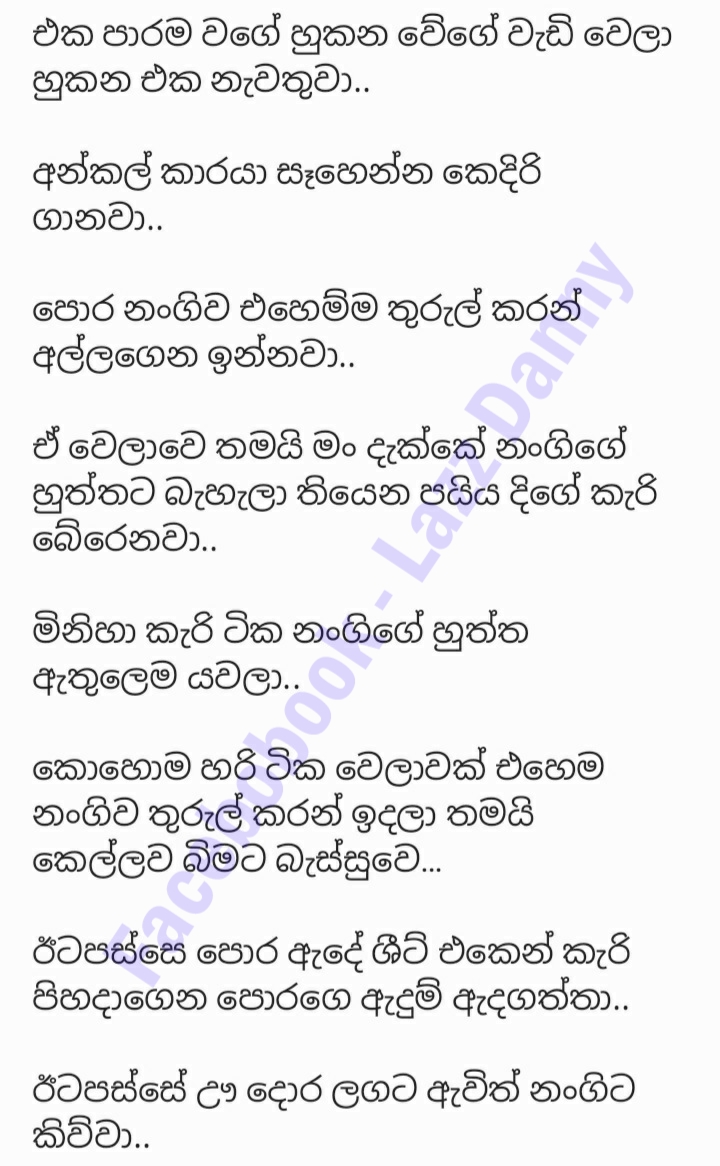 එක පාරම වගේ හුකන වේගේ වැඩි වෙලා
හුකන එක නැවතුවා..
අන්කල් කාරයා සෑහෙන්න කෙදිරි
ගානවා..
පොර නංගිව එහෙම්ම තුරුල් කරන්
අල්ලගෙන ඉන්නවා..
ඒ වෙලාවෙ තමයි මං දැක්කේ නංගිගේ
හුත්තට බැහැලා තියෙන පයිය දිගේ කැරි
බේරෙනවා..
මිනිහා කැරි ටික නංගිගේ හුත්ත
ඇතුලෙම යවලා..
කොහොම හරි ටික වෙලාවක් එහෙම
නංගිව තුරුල් කරන් ඉදලා තමයි
කෙල්ලව බිමට බැස්සුවෙ...
ඊටපස්සෙ පොර ඇදේ ශීට් එකෙන් කැරි
පිහදාගෙන පොරගෙ ඇදුම් ඇදගත්තා..
ඊටපස්සේ ඌ දොර ලගට ඇවිත් නංගිට
කිව්වා..
Facebobook - Lazz Danny